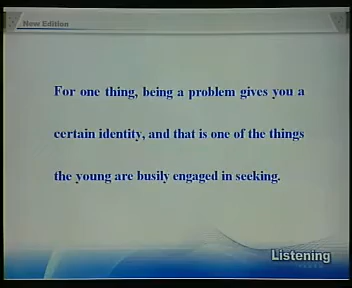 New Edition
For one thing, being a problem gives you a
certain identity, and that is one of the things
the young are busily engaged in seeking.
Listening